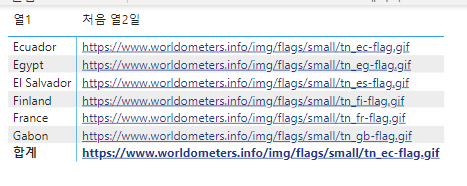 열1 처음 열2일
Ecuador https://www.worldometers.info/img/flags/small/tn_ec-flag.gif
Egypt https://www.worldometers.info/img/flags/small/tn_eg-flag.gif
El Salvador https://www.worldometers.info/img/flags/small/tn_es-flag.gif
Finland https://www.worldometers.info/img/flags/small/tn_fi-flag.gif
France https://www.worldometers.info/img/flags/small/tn_fr-flag.gif
Gabon https://www.worldometers.info/img/flags/small/tn_gb-flag.gif
합계 https://www.worldometers.info/img/flags/small/tn_ec-flag.gif